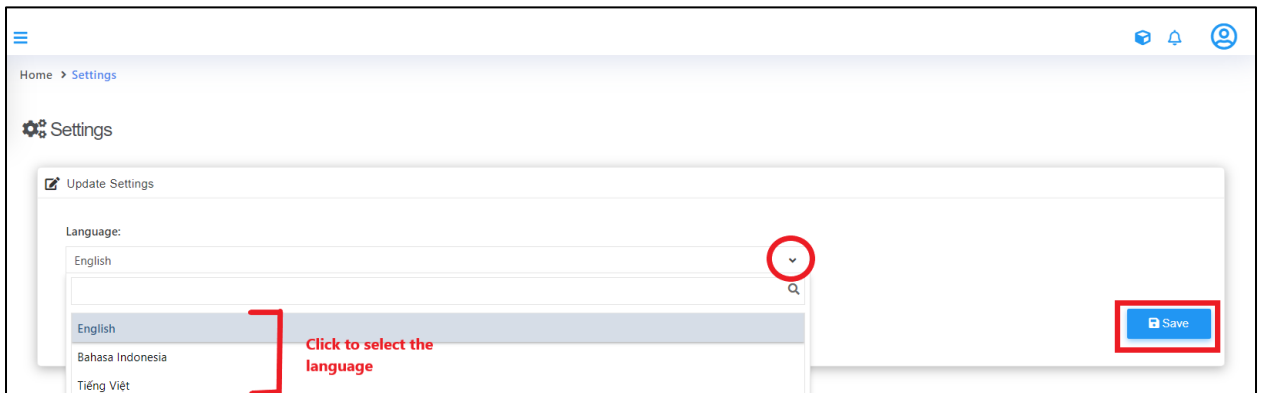 Home > Settings
Settings
Update Settings
Language:
English
English
Bahasa Indonesia
Tiếng Việt
Click to select the
language
Save